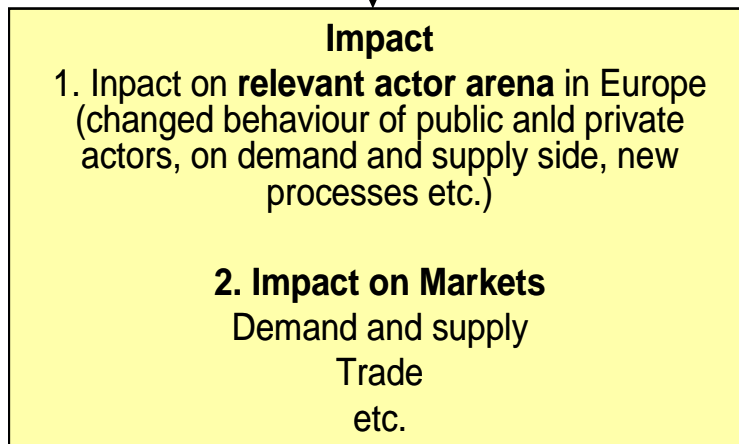 Impact
1. Inpact on relevant actor arena in Europe
(changed behaviour of public anld private
actors, on demand and supply side, new
processes etc.)
2. Impact on Markets
Demand and supply
Trade
etc.